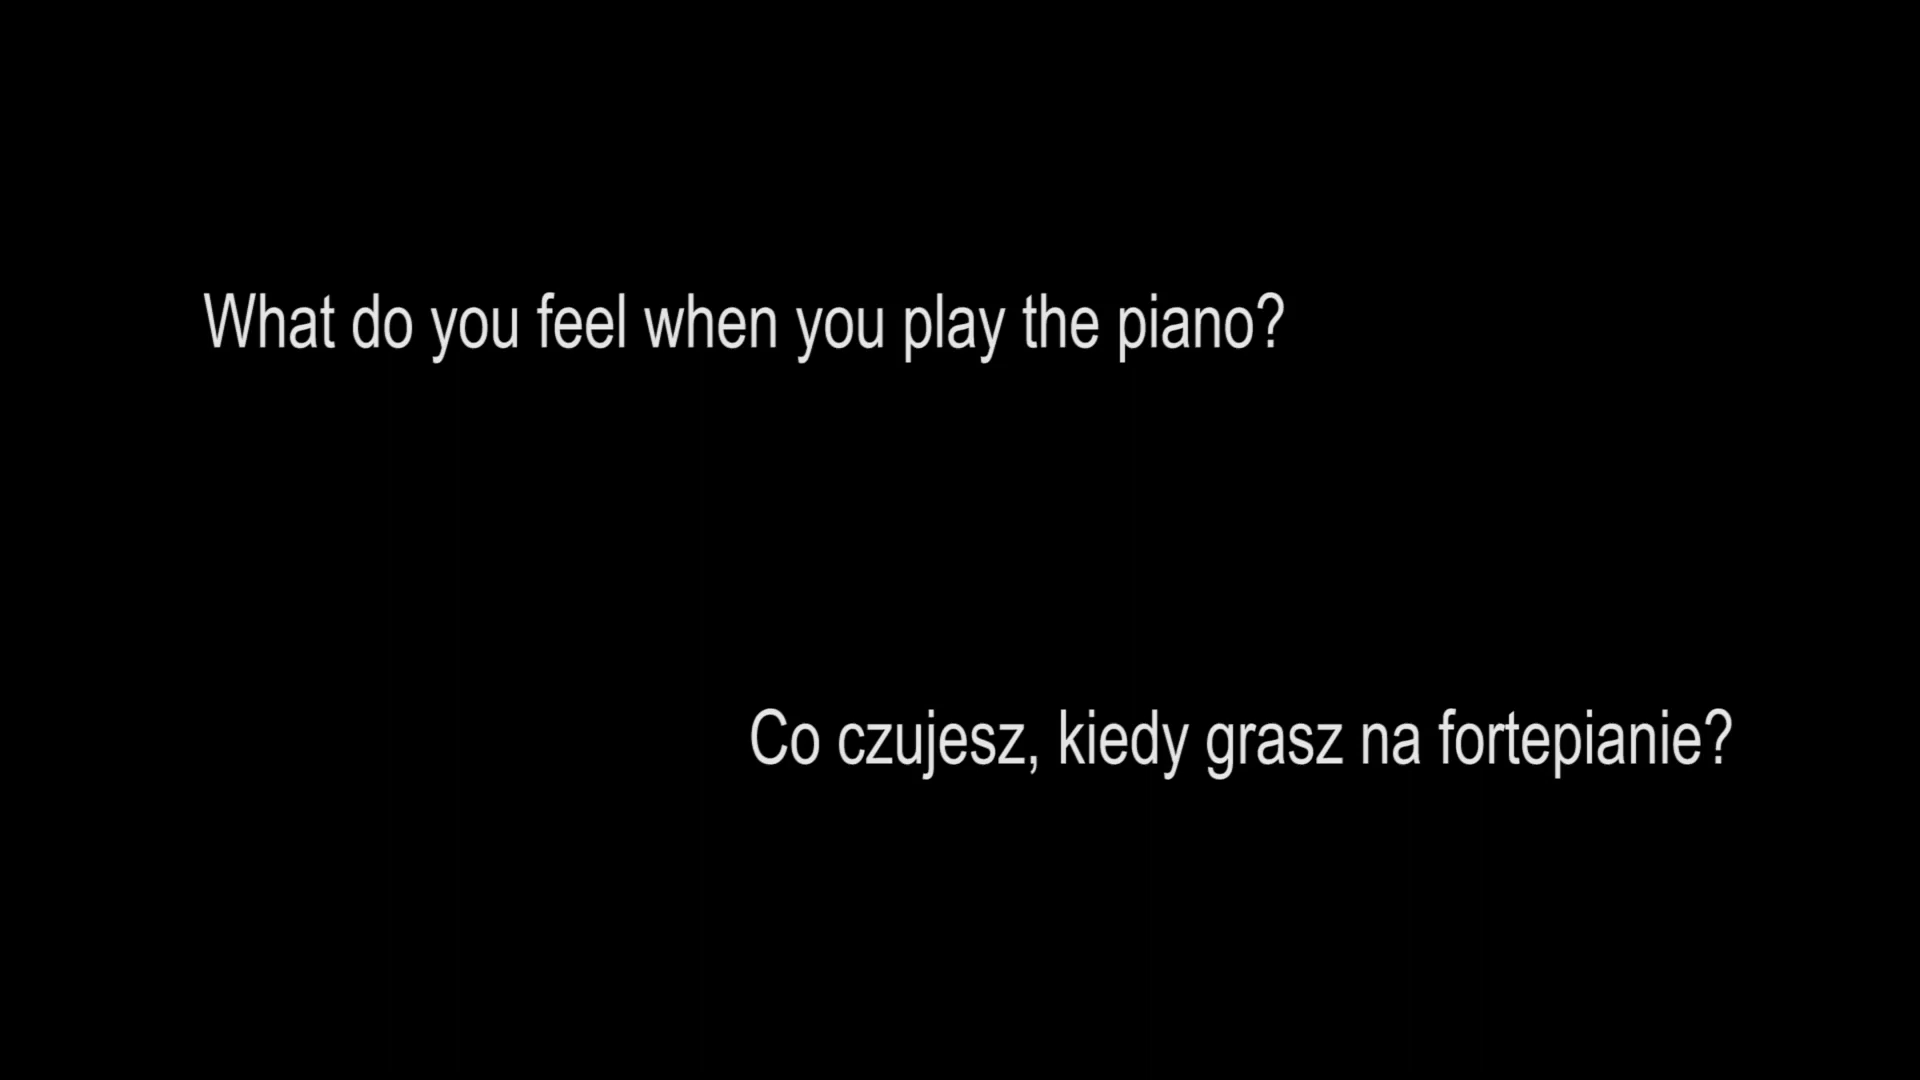 What do you feel when you play the piano?
Co czujesz, kiedy grasz na fortepianie?